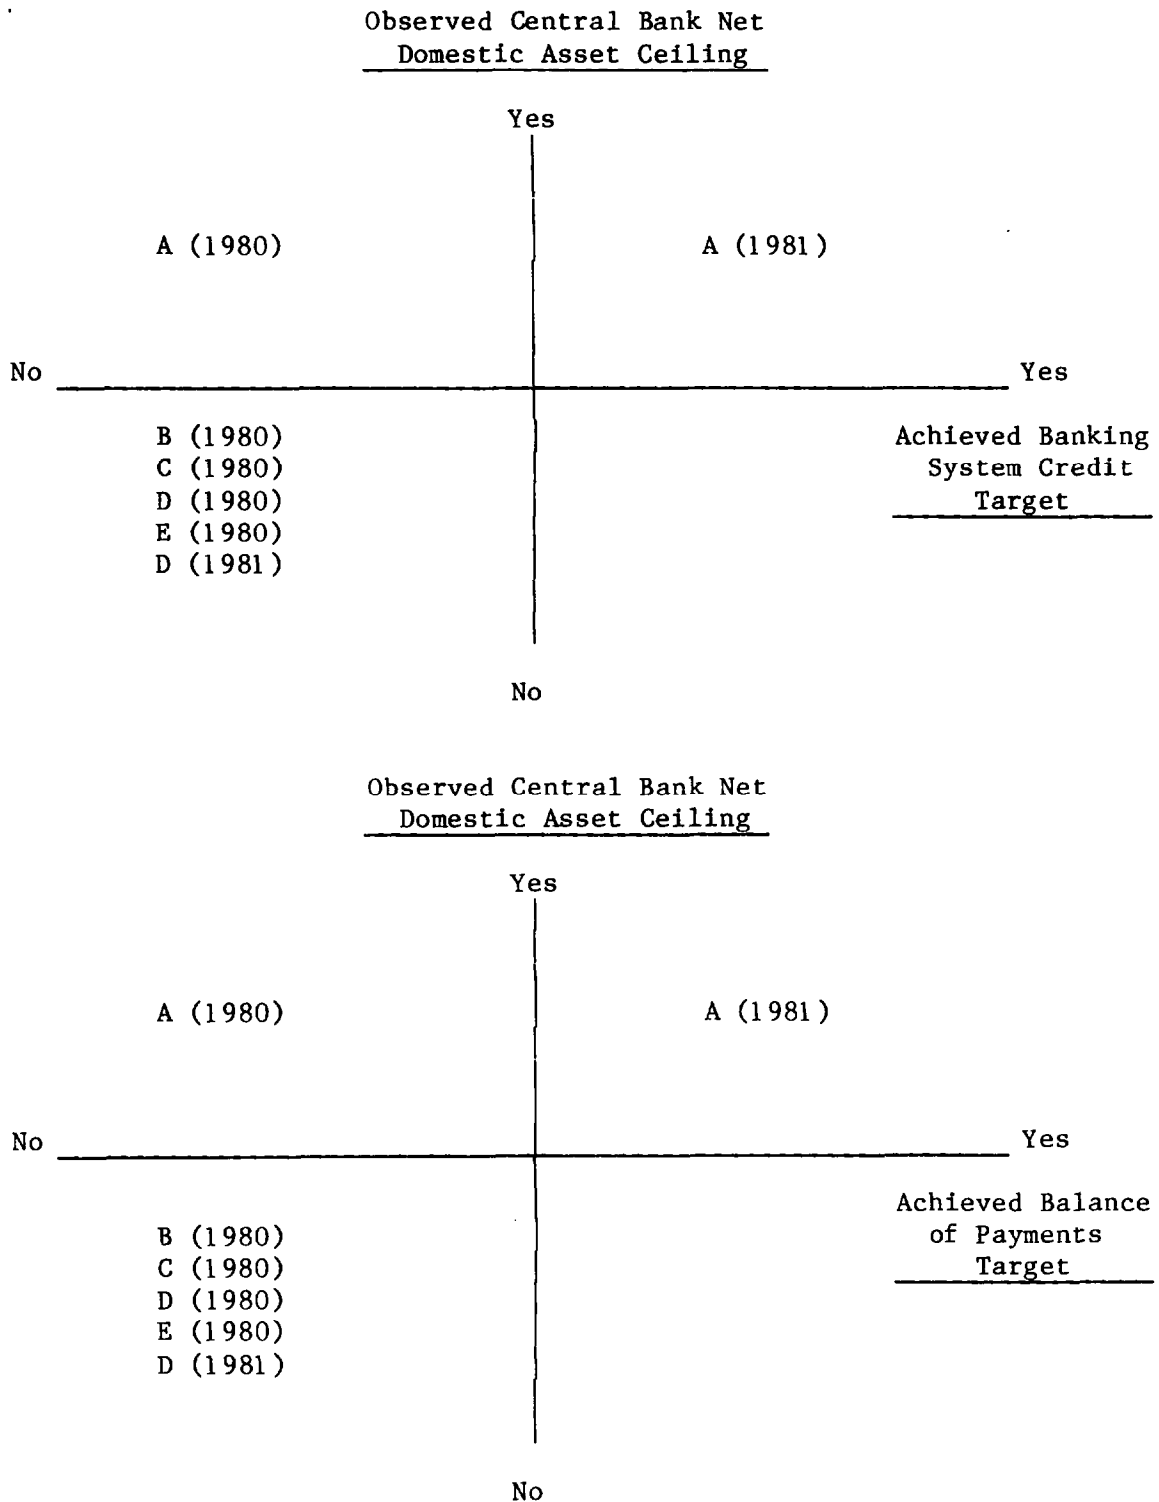 Observed Central Bank Net
Domestic Asset Ceiling
Yes
A (1980)
A (1981)
No
Yes
B (1980)
C (1980)
D (1980)
E (1980)
D (1981)
Achieved Banking
System Credit
Target
No
Observed Central Bank Net
Domestic Asset Ceiling
Yes
A (1980)
A (1981)
No
Yes
Achieved Balance
of Payments
Target
B (1980)
C (1980)
D (1980)
E (1980)
D (1981)
No